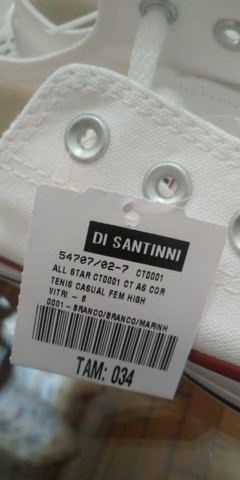 DI SANTINNI
54707/02-7 CT0001
ALL STAR CT0001 CT AS COR
TENIS CASUAL FEM HIGH
VITRI - 6
0001-BRANCO/BRANCO/MARINH
TAM: 034